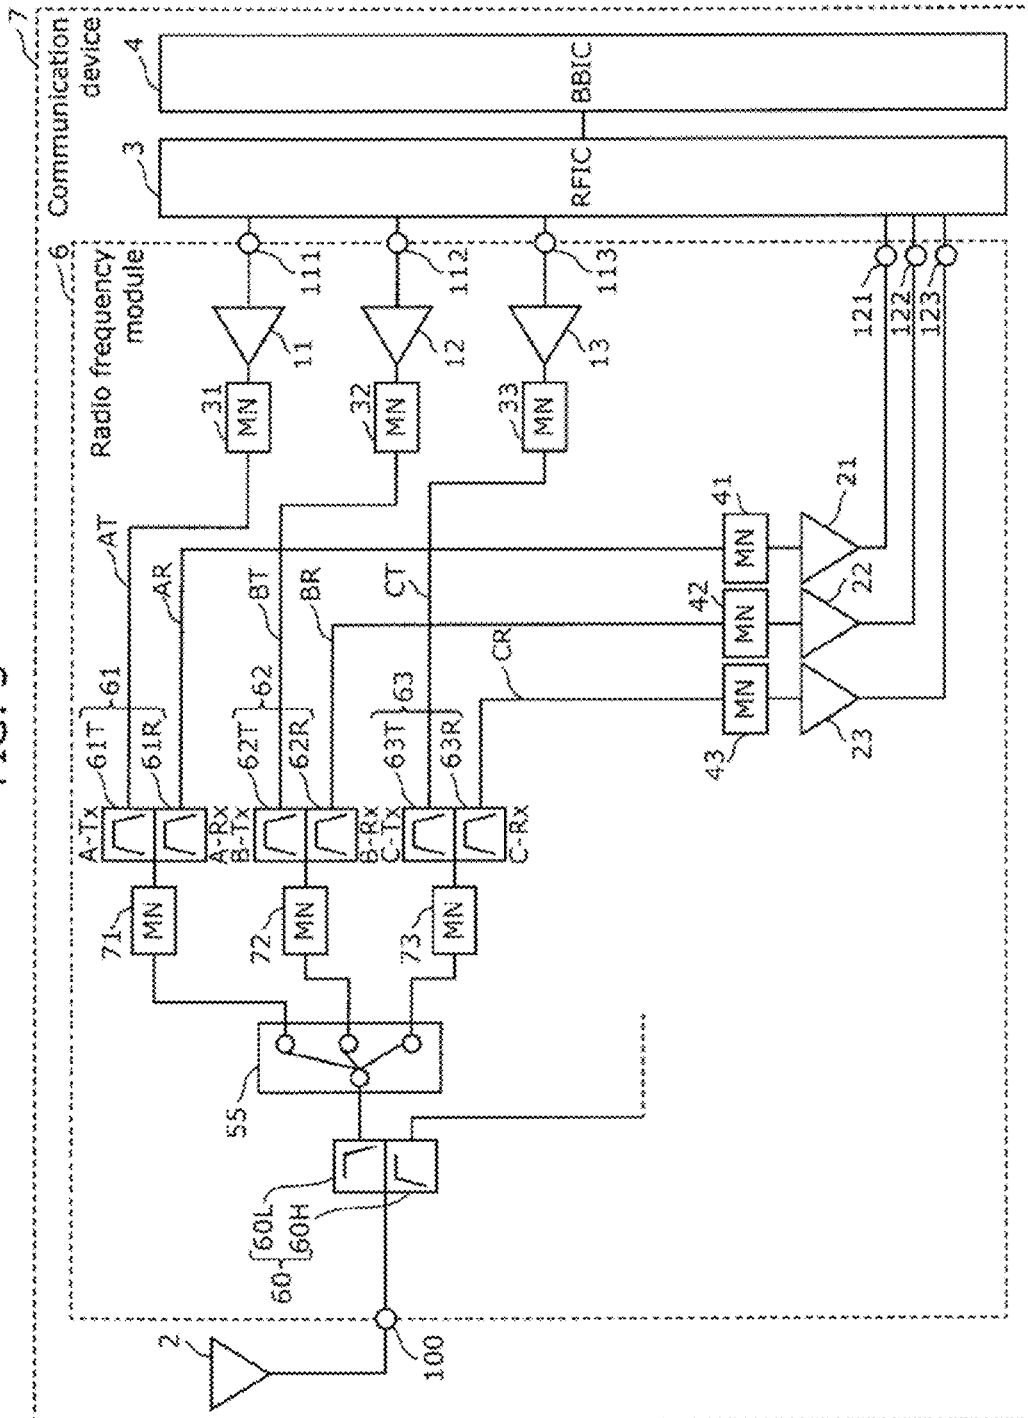 7
Communication
device
4
BBIC
3
RFIC
6
Radio frequency
module
111
112
113
121
122
123
11
12
13
31
MN
32
MN
33
MN
AT
AR
BT
BR
CT
CR
41
MN
42
MN
43
MN
21
22
23
61
61T
61R
62
62T
62R
63
63T
63R
A-Tx
A-Rx
B-Tx
B-Rx
C-Tx
C-Rx
71
MN
72
MN
73
MN
55
60L
60H
60
2
100